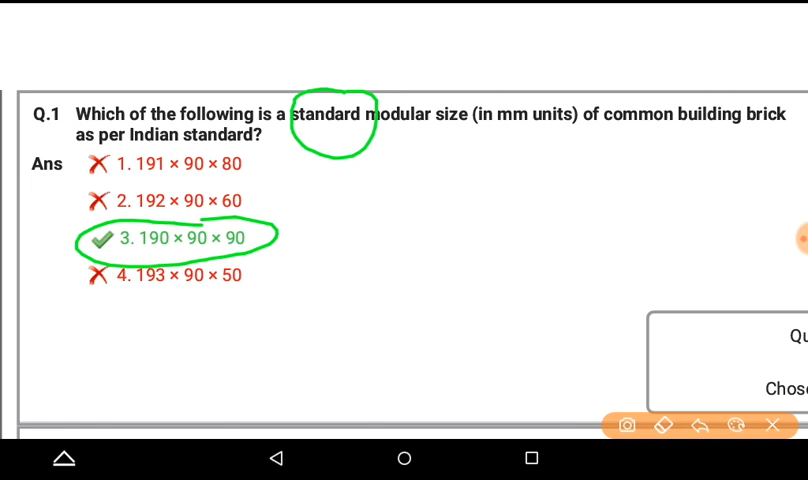 Q.1 Which of the following is a standard modular size (in mm units) of common building brick
as per Indian standard?
Ans 1. 191 × 90 × 80
2. 192 × 90 × 60
3. 190 × 90 × 90
4. 193 × 90 × 50